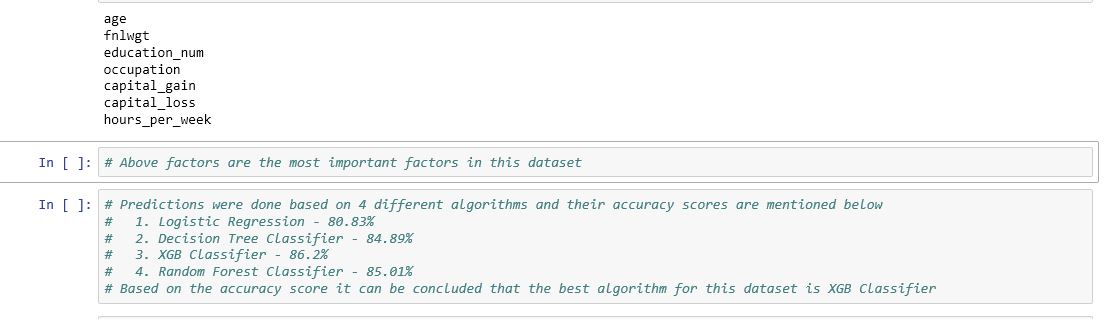 age
fnlwgt
education_num
occupation
capital_gain
capital_loss
hours_per_week
In [ ]: # Above factors are the most important factors in this dataset
In [ ]: # Predictions were done based on 4 different algorithms and their accuracy scores are mentioned below
#   1. Logistic Regression - 80.83%
#   2. Decision Tree Classifier - 84.89%
#   3. XGB Classifier - 86.2%
#   4. Random Forest Classifier - 85.01%
# Based on the accuracy score it can be concluded that the best algorithm for this dataset is XGB Classifier